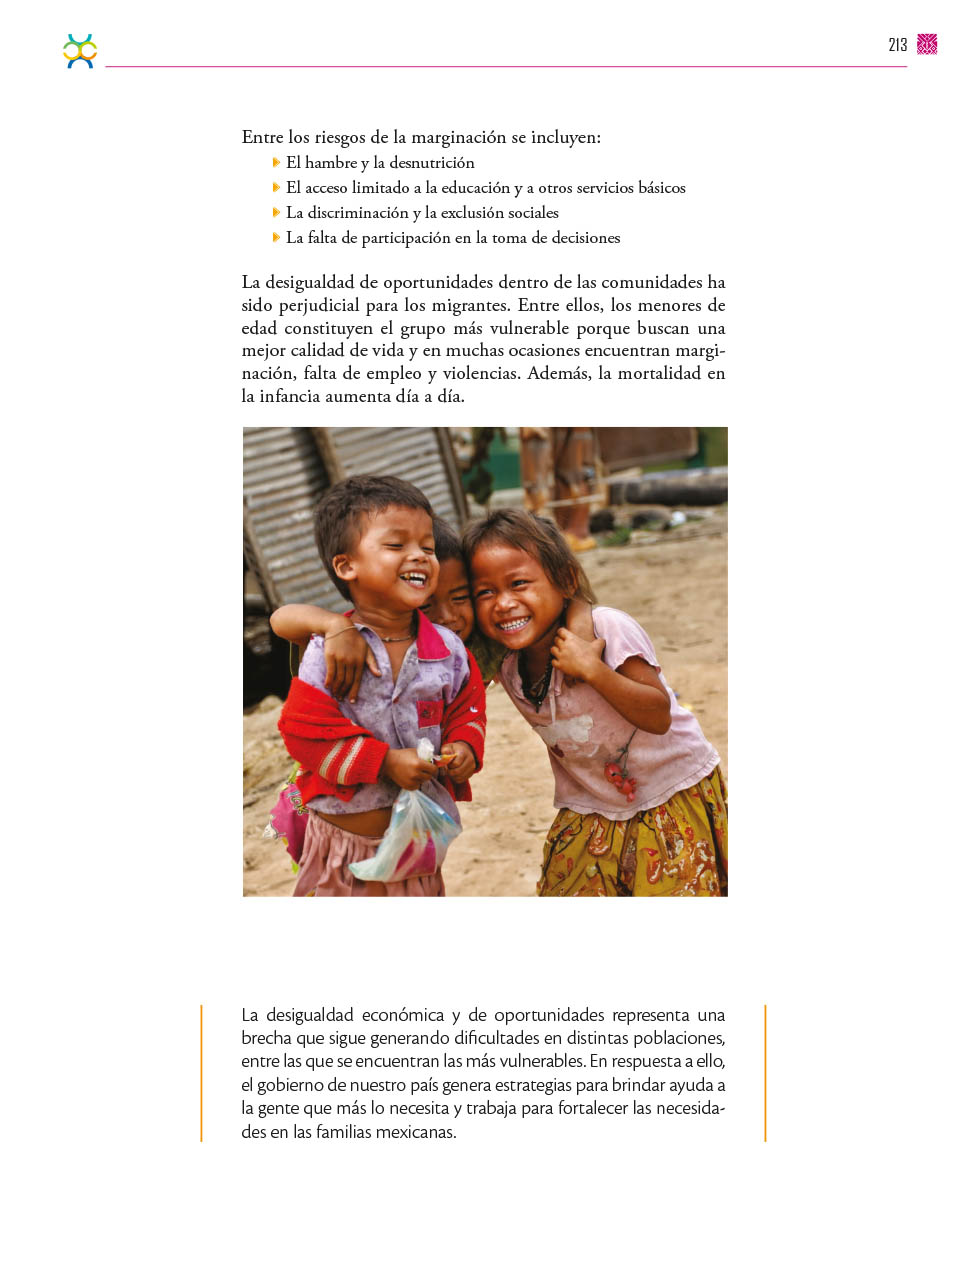 213
Entre los riesgos de la marginación se incluyen:
El hambre y la desnutrición
El acceso limitado a la educación y a otros servicios básicos
La discriminación y la exclusión sociales
La falta de participación en la toma de decisiones
La desigualdad de oportunidades dentro de las comunidades ha
sido perjudicial para los migrantes. Entre ellos, los menores de
edad constituyen el grupo más vulnerable porque buscan una
mejor calidad de vida y en muchas ocasiones encuentran margi-
nación, falta de empleo y violencias. Además, la mortalidad en
la infancia aumenta día a día.
La desigualdad económica y de oportunidades representa una
brecha que sigue generando dificultades en distintas poblaciones,
entre las que se encuentran las más vulnerables. En respuesta a ello,
el gobierno de nuestro país genera estrategias para brindar ayuda a
la gente que más lo necesita y trabaja para fortalecer las necesida-
des en las familias mexicanas.